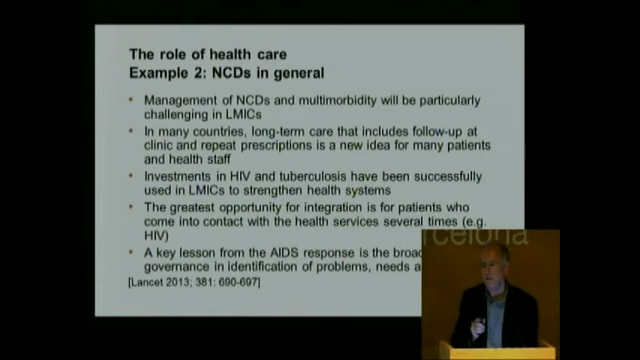 The role of health care
Example 2: NCDs in general
• Management of NCDs and multimorbidity will be particularly
challenging in LMICs
• In many countries, long-term care that includes follow-up at
clinic and repeat prescriptions is a new idea for many patients
and health staff
• Investments in HIV and tuberculosis have been successfully
used in LMICs to strengthen health systems
• The greatest opportunity for integration is for patients who
come into contact with the health services several times (e.g.
HIV)
• A key lesson from the AIDS response is the
governance in identification of problems, needs
[Lancet 2013; 381: 690-697]
rcelona